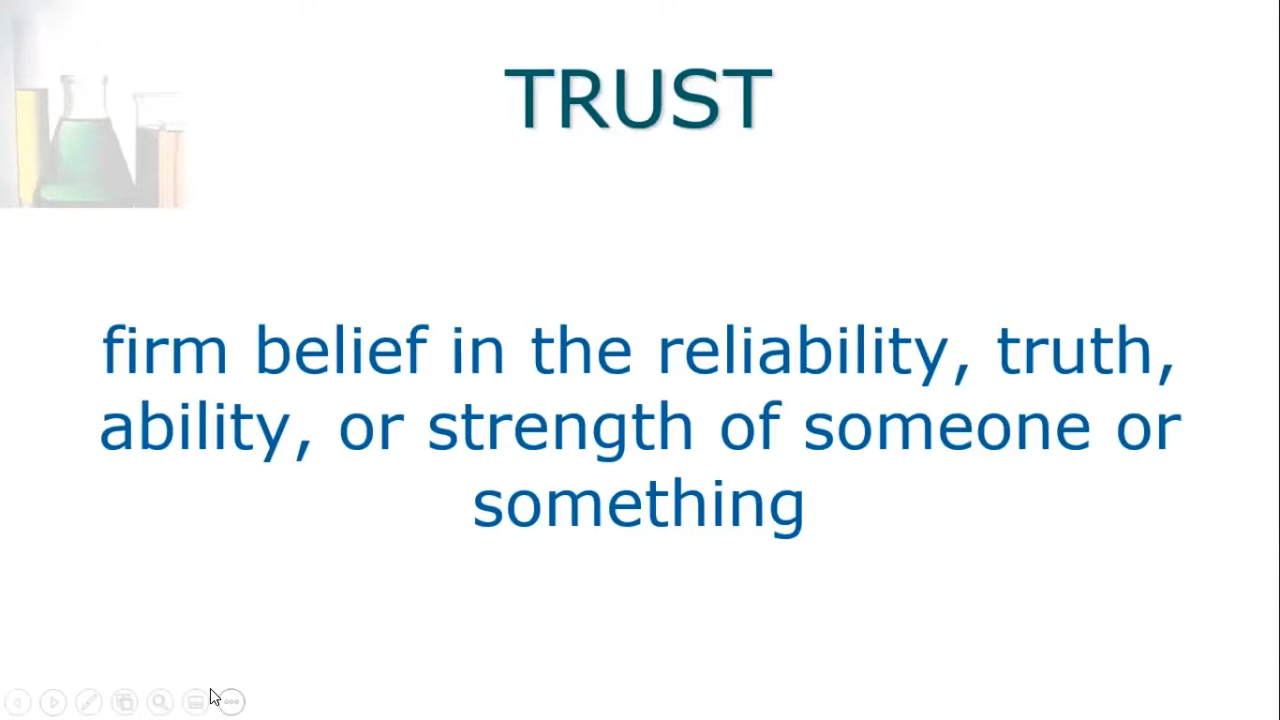 TRUST
firm belief in the reliability, truth,
ability, or strength of someone or
something